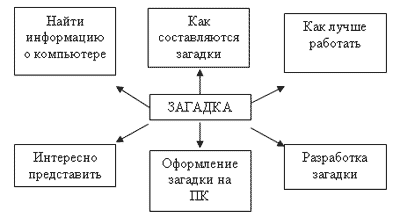 Найти
информацию
о компьютере
Как
составляются
загадки
Как лучше
работать
ЗАГАДКА
Интересно
представить
Оформление
загадки на
ПК
Разработка
загадки